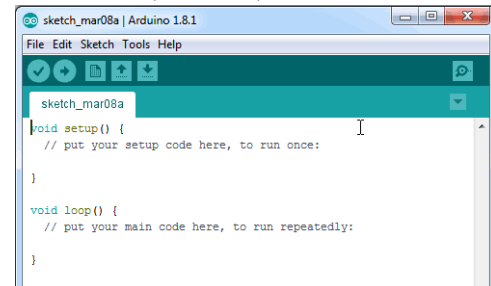 sketch_mar08a | Arduino 1.8.1
File Edit Sketch Tools Help
sketch_mar08a
void setup() {
  // put your setup code here, to run once:
}
void loop() {
  // put your main code here, to run repeatedly:
}